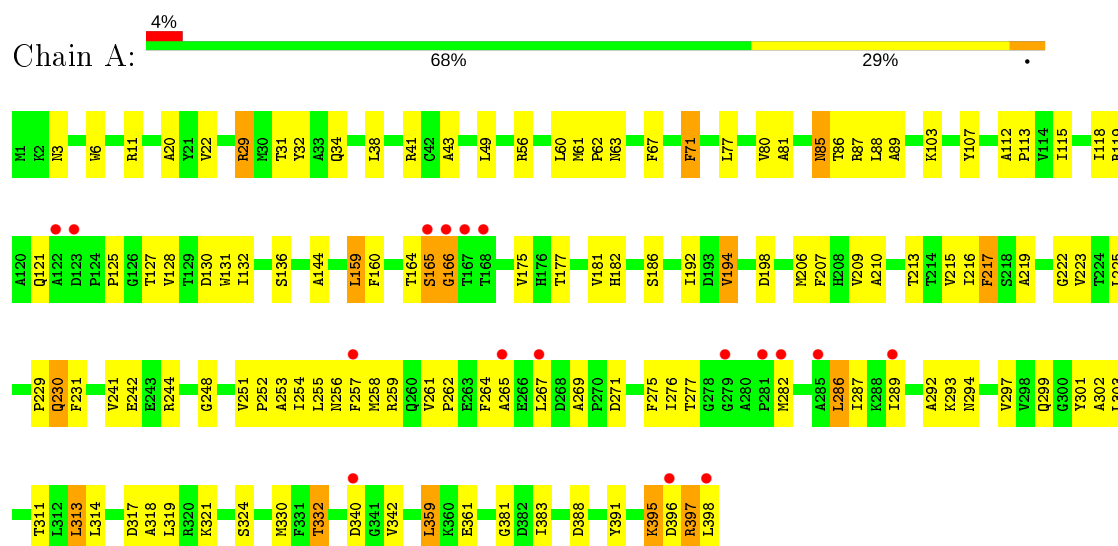 4%
Chain A:
68% 29% •
M1 K2 N3 W6 R11 A20 Y21 V22 R29 M30 T31 Y32 A33 Q34 L38 R41 C42 A43 L49 R56 L60 M61 P62 N63 F67 F71 L77 V80 A81 N85 T86 R87 L88 A89 K103 Y107 A112 P113 V114 I115 I118 R119
A120 Q121 A122 D123 P124 P125 G126 T127 V128 T129 D130 W131 I132 S136 A144 L159 F160 T164 S165 G166 T167 T168 V175 H176 T177 V181 H182 S186 I192 D193 V194 D198 M206 F207 H208 V209 A210 T213 T214 V215 I216 F217 S218 A219 G222 V223 T224 L225
P229 Q230 F231 V241 E242 E243 R244 G248 V251 P252 A253 I254 L255 N256 F257 M258 R259 Q260 V261 P262 E263 F264 A265 E266 L267 D268 A269 P270 D271 F275 I276 T277 G278 G279 A280 P281 M282 A285 L286 I287 K288 I289 A292 K293 N294 V297 V298 Q299 G300 Y301 A302 L303
T311 L312 L313 L314 D317 A318 L319 R320 K321 S324 M330 F331 T332 D340 G341 V342 L359 K360 E361 G381 D382 I383 D388 Y391 K395 D396 R397 L398